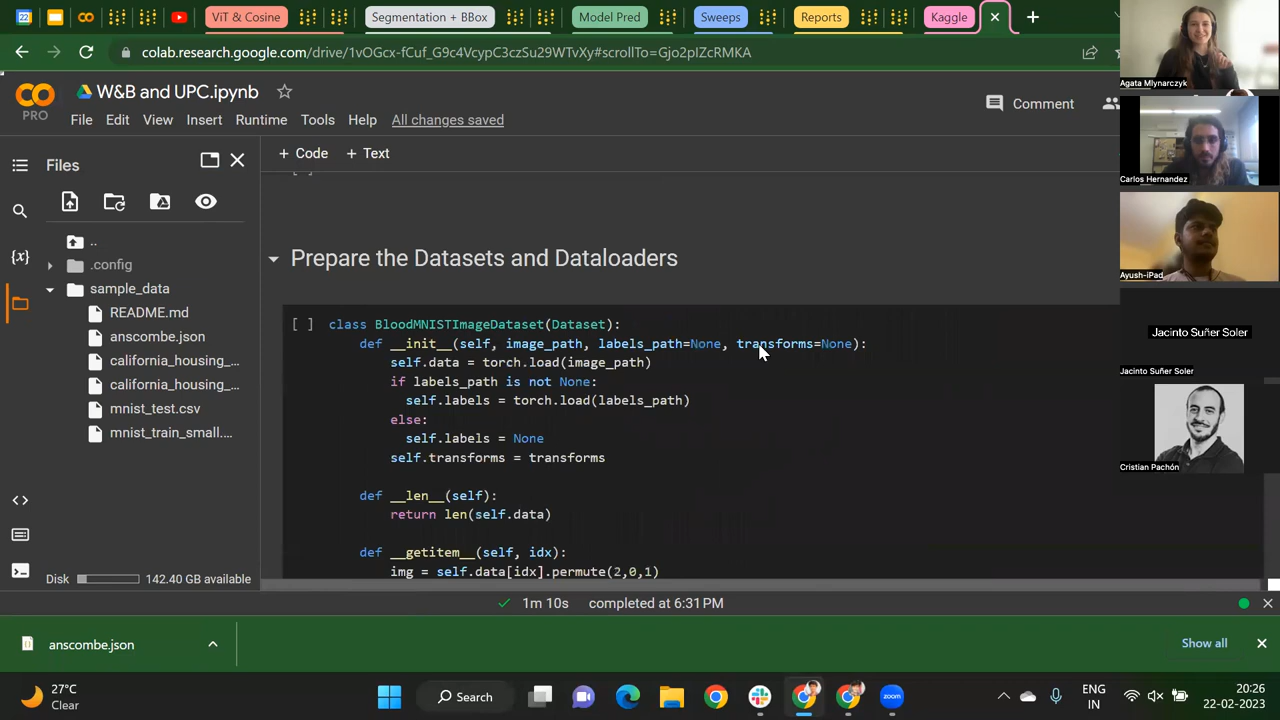 22
ViT & Cosine
Segmentation + BBox
Model Pred
Sweeps
Reports
Kaggle
colab.research.google.com/drive/1vOGcx-fCuf_G9c4VcypC3czSu29WTvXy#scrollTo=Gjo2pIZcRMKA
W&B and UPC.ipynb
PRO
File Edit View Insert Runtime Tools Help All changes saved
Comment
Files
+ Code + Text
..
.config
sample_data
README.md
anscombe.json
california_housing_...
california_housing_...
mnist_test.csv
mnist_train_small....
Disk 142.40 GB available
{x}
Prepare the Datasets and Dataloaders
[ ] class BloodMNISTImageDataset(Dataset):
def __init__(self, image_path, labels_path=None, transforms=None):
self.data = torch.load(image_path)
if labels_path is not None:
self.labels = torch.load(labels_path)
else:
self.labels = None
self.transforms = transforms
def __len__(self):
return len(self.data)
def __getitem__(self, idx):
img = self.data[idx].permute(2,0,1)
1m 10s completed at 6:31 PM
Agata Mlynarczyk
Carlos Hernandez
Ayush-iPad
Jacinto Suñer Soler
Jacinto Suñer Soler
Cristian Pachón
anscombe.json
Show all
27°C
Clear
Search
ENG
IN
20:26
22-02-2023